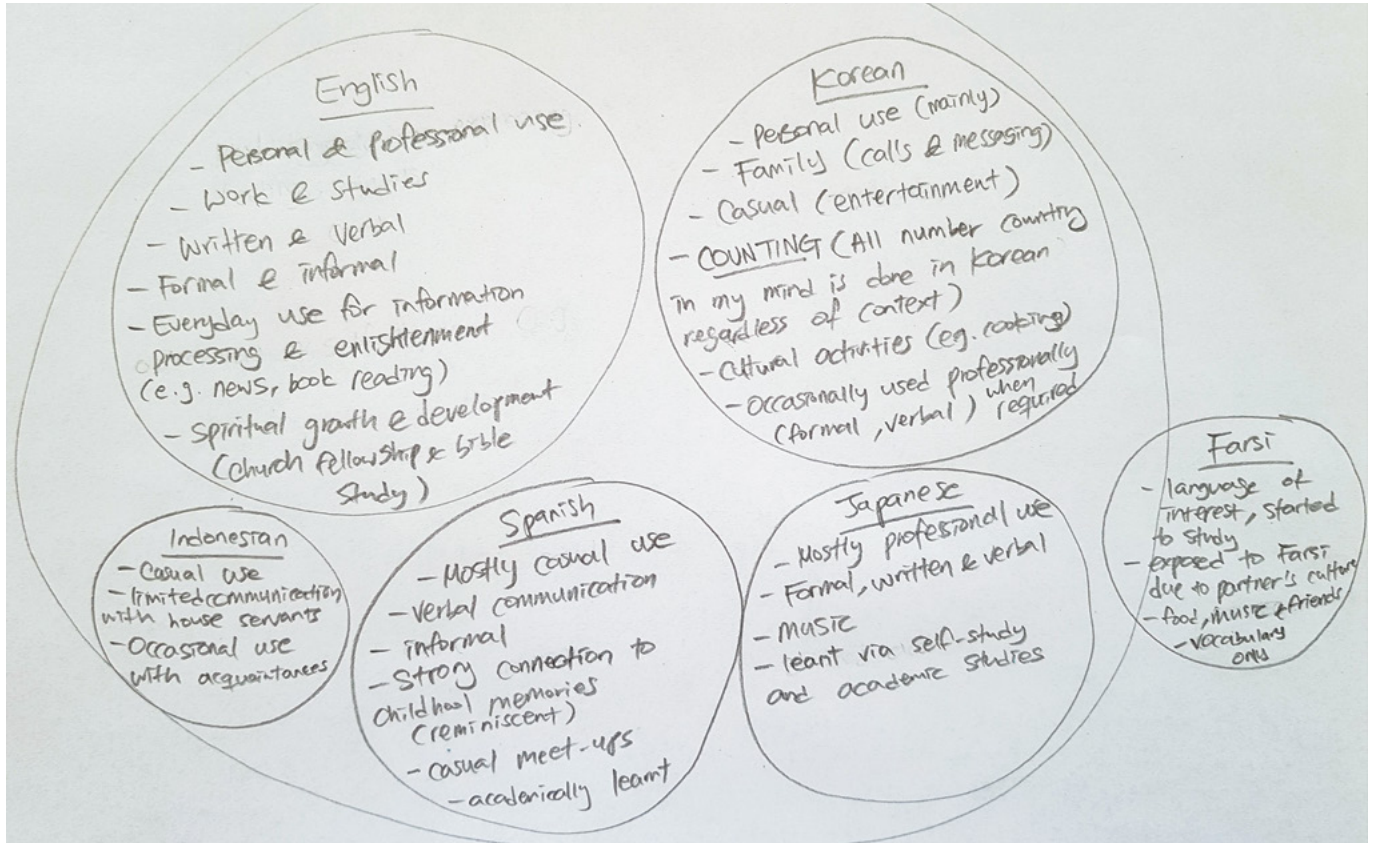 English
- Personal & Professional use
- Work & Studies
- Written & Verbal
- Formal & informal
- Everyday use for information
processing & enlightenment
(e.g. news, book reading)
- Spiritual growth & development
(church fellowship & bible
study)
Korean
- Personal use (mainly)
- Family (calls & messaging)
- Casual (entertainment)
- COUNTING (All number counting
in my mind is done in Korean
regardless of context)
- Cultural activities (eg. cooking)
- Occasionally used professionally
(formal, verbal) when
required
Indonesian
- Casual use
- limited communication
with house servants
- Occasional use
with acquaintances
Spanish
- Mostly casual use
- verbal communication
- informal
- Strong connection to
childhood memories
(reminiscent)
- casual meet-ups
- academically learnt
Japanese
- Mostly professional use
- Formal, written & verbal
- music
- leant via self-study
and academic studies
Farsi
- language of
interest, started
to study
- exposed to Farsi
due to partner's culture
- food, music & friends
- vocabulary
only